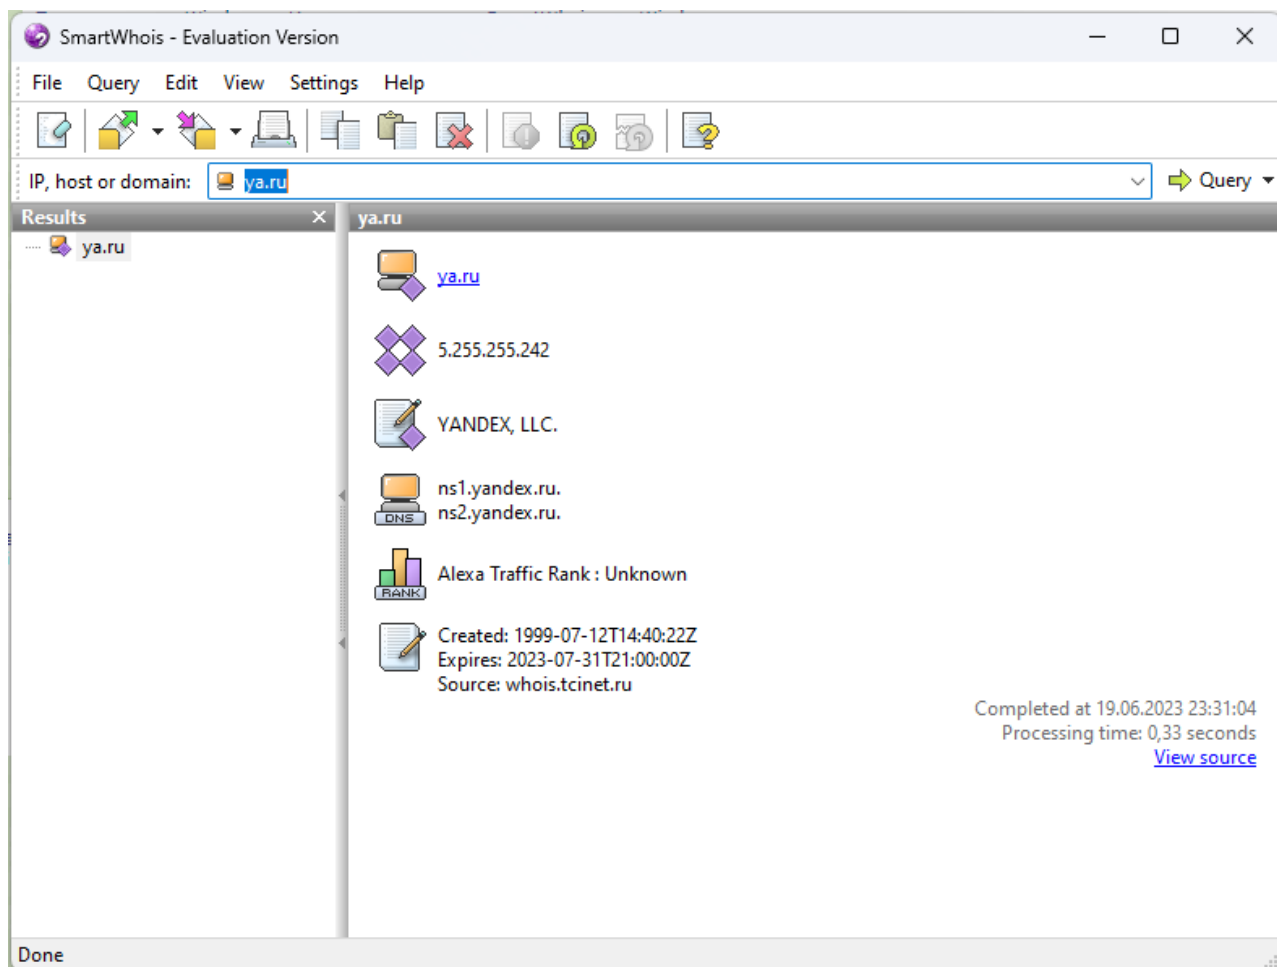 SmartWhois - Evaluation Version
File Query Edit View Settings Help
IP, host or domain: ya.ru Query
Results
ya.ru
ya.ru
ya.ru
5.255.255.242
YANDEX, LLC.
ns1.yandex.ru.
ns2.yandex.ru.
DNS
Alexa Traffic Rank : Unknown
RANK
Created: 1999-07-12T14:40:22Z
Expires: 2023-07-31T21:00:00Z
Source: whois.tcinet.ru
Completed at 19.06.2023 23:31:04
Processing time: 0,33 seconds
View source
Done